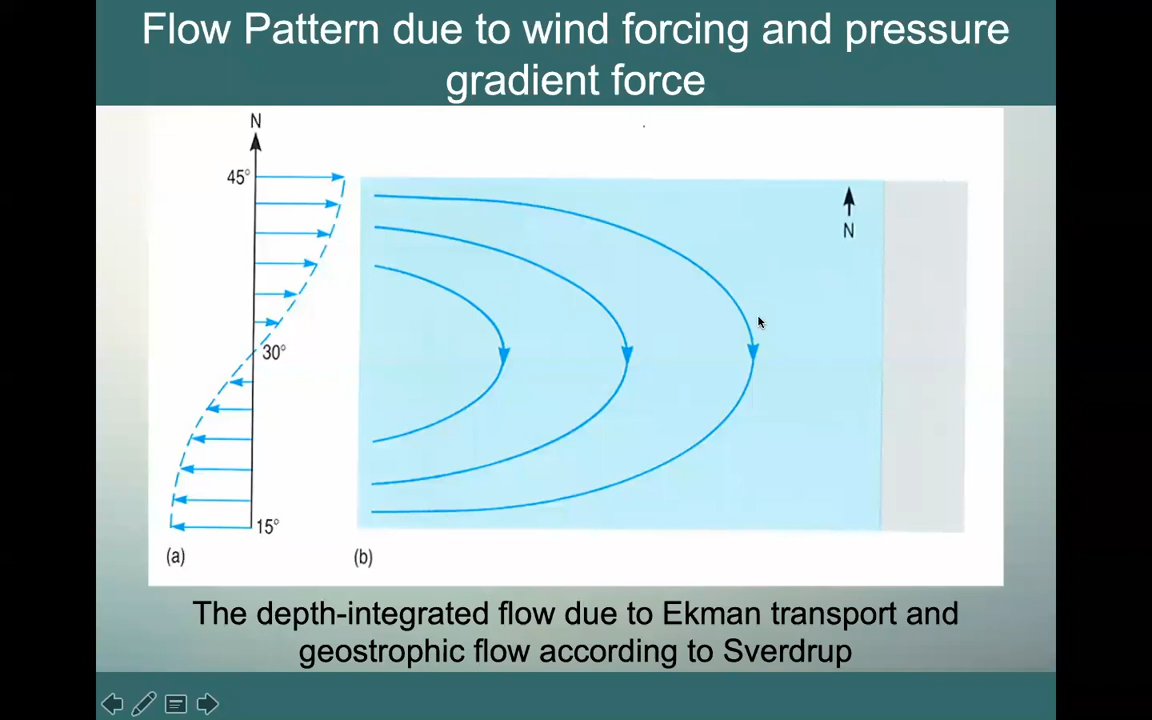 Flow Pattern due to wind forcing and pressure
gradient force
N
45°
30°
15°
(a)
N
(b)
The depth-integrated flow due to Ekman transport and
geostrophic flow according to Sverdrup